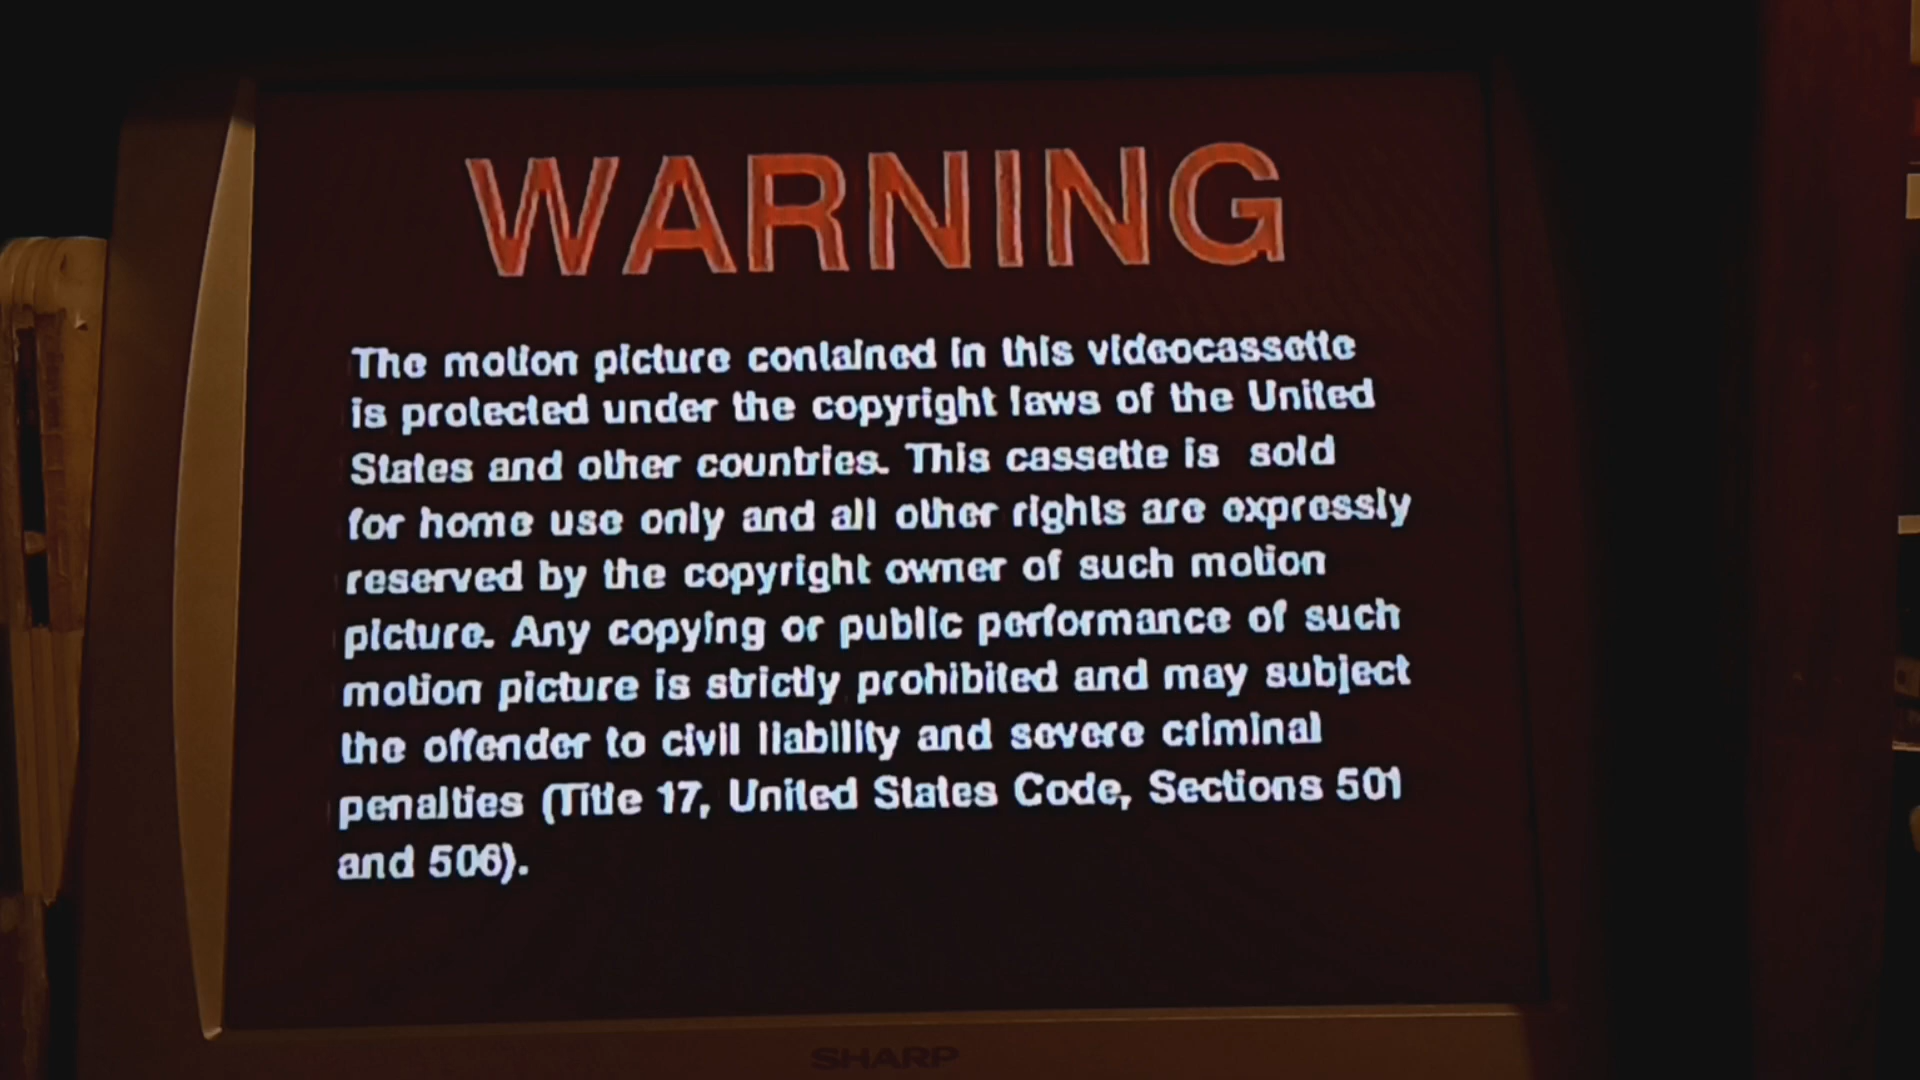 WARNING
The motion picture contained in this videocassette
is protected under the copyright laws of the United
States and other countries. This cassette is sold
for home use only and all other rights are expressly
reserved by the copyright owner of such motion
picture. Any copying or public performance of such
motion picture is strictly prohibited and may subject
the offender to civil liability and severe criminal
penalties (Title 17, United States Code, Sections 501
and 506).
SHARP